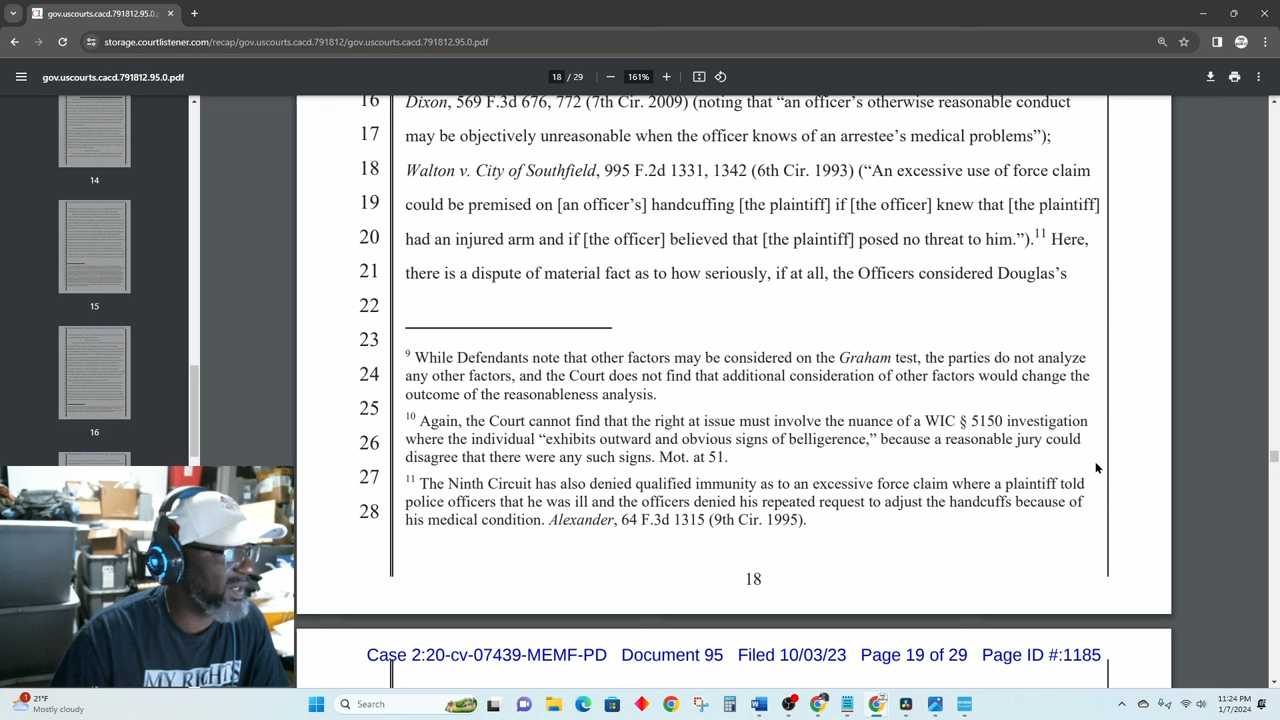 gov.uscourts.cacd.791812.95.0.pdf
storage.courtlistener.com/recap/gov.uscourts.cacd.791812/gov.uscourts.cacd.791812.95.0.pdf
gov.uscourts.cacd.791812.95.0.pdf
18 / 29
161%
14
15
16
16 Dixon, 569 F.3d 676, 772 (7th Cir. 2009) (noting that “an officer’s otherwise reasonable conduct
17 may be objectively unreasonable when the officer knows of an arrestee’s medical problems”);
18 Walton v. City of Southfield, 995 F.2d 1331, 1342 (6th Cir. 1993) (“An excessive use of force claim
19 could be premised on [an officer’s] handcuffing [the plaintiff] if [the officer] knew that [the plaintiff]
20 had an injured arm and if [the officer] believed that [the plaintiff] posed no threat to him.”).11 Here,
21 there is a dispute of material fact as to how seriously, if at all, the Officers considered Douglas’s
22
23
9 While Defendants note that other factors may be considered on the Graham test, the parties do not analyze
24 any other factors, and the Court does not find that additional consideration of other factors would change the
outcome of the reasonableness analysis.
25
10 Again, the Court cannot find that the right at issue must involve the nuance of a WIC § 5150 investigation
26 where the individual “exhibits outward and obvious signs of belligerence,” because a reasonable jury could
disagree that there were any such signs. Mot. at 51.
27
11 The Ninth Circuit has also denied qualified immunity as to an excessive force claim where a plaintiff told
police officers that he was ill and the officers denied his repeated request to adjust the handcuffs because of
28 his medical condition. Alexander, 64 F.3d 1315 (9th Cir. 1995).
18
Case 2:20-cv-07439-MEMF-PD Document 95 Filed 10/03/23 Page 19 of 29 Page ID #:1185
MY RIGHTS
1
21°F
Mostly cloudy
Search
11:24 PM
1/7/2024